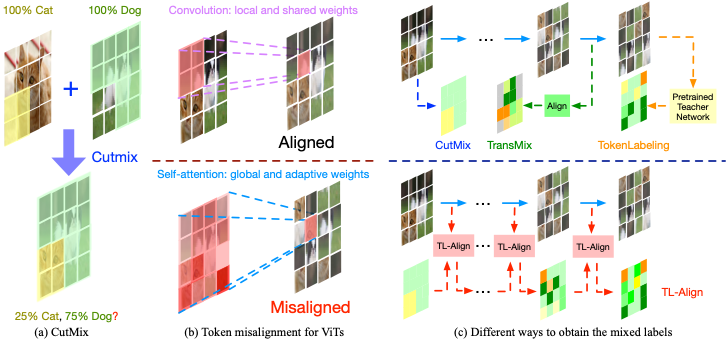 100% Cat
100% Dog
+
Cutmix
25% Cat, 75% Dog?
(a) CutMix
Convolution: local and shared weights
Aligned
Self-attention: global and adaptive weights
Misaligned
(b) Token misalignment for ViTs
...
Align
Pretrained
Teacher
Network
CutMix
TransMix
TokenLabeling
...
TL-Align
...
TL-Align
TL-Align
...
TL-Align
(c) Different ways to obtain the mixed labels